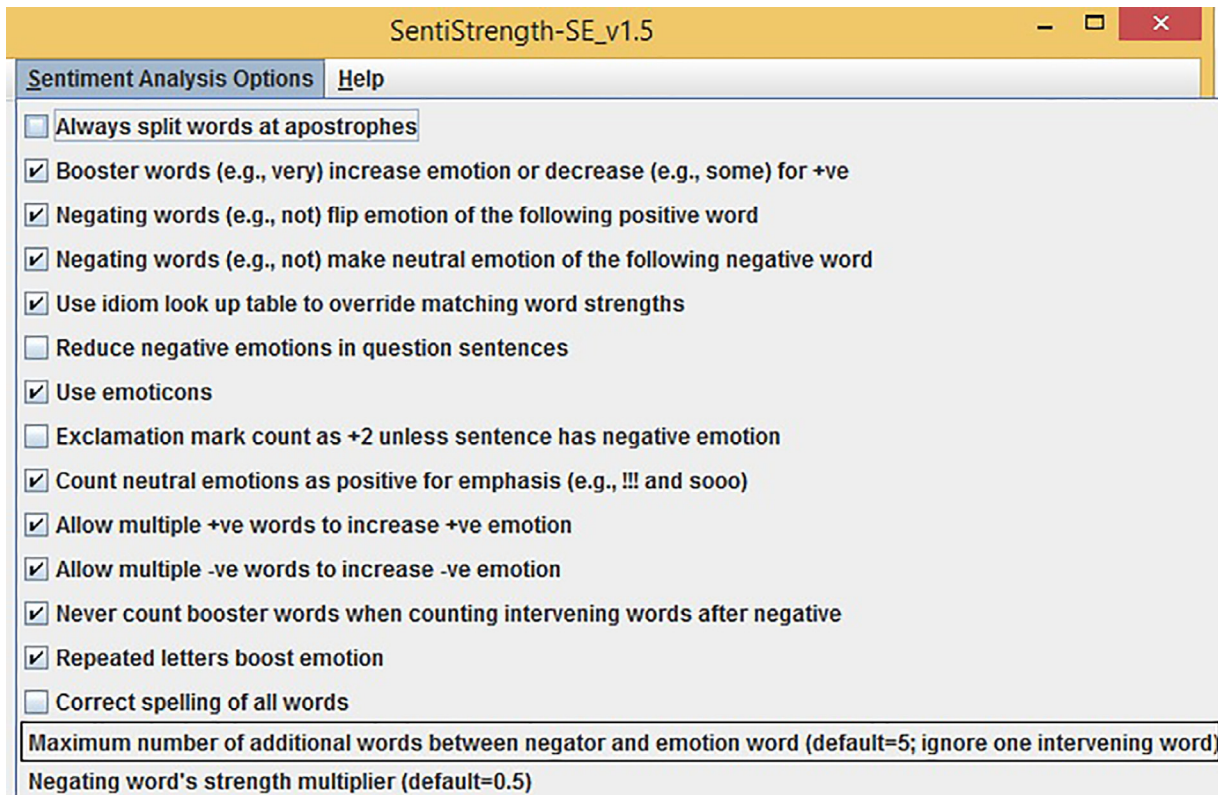 SentiStrength-SE_v1.5
Sentiment Analysis Options Help
Always split words at apostrophes
Booster words (e.g., very) increase emotion or decrease (e.g., some) for +ve
Negating words (e.g., not) flip emotion of the following positive word
Negating words (e.g., not) make neutral emotion of the following negative word
Use idiom look up table to override matching word strengths
Reduce negative emotions in question sentences
Use emoticons
Exclamation mark count as +2 unless sentence has negative emotion
Count neutral emotions as positive for emphasis (e.g., !!! and sooo)
Allow multiple +ve words to increase +ve emotion
Allow multiple -ve words to increase -ve emotion
Never count booster words when counting intervening words after negative
Repeated letters boost emotion
Correct spelling of all words
Maximum number of additional words between negator and emotion word (default=5; ignore one intervening word)
Negating word's strength multiplier (default=0.5)